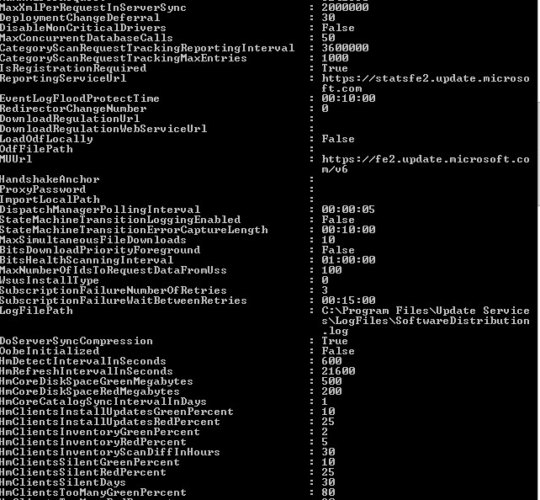 MaxXmlPerRequestInServerSync : 2000000
DeploymentChangeDeferral : 30
DisableNonCriticalDrivers : False
MaxConcurrentDatabaseCalls : 50
CategoryScanRequestTrackingReportingInterval : 3600000
CategoryScanRequestTrackingMaxEntries : 1000
IsRegistrationRequired : True
ReportingServiceUrl : https://statsfe2.update.microso
ft.com
EventLogFloodProtectTime : 00:10:00
RedirectorChangeNumber : 0
DownloadRegulationUrl :
DownloadRegulationWebServiceUrl :
LoadOdfLocally : False
OdfFilePath :
MUUrl : https://fe2.update.microsoft.co
m/v6
HandshakeAnchor :
ProxyPassword :
ImportLocalPath :
DispatchManagerPollingInterval : 00:00:05
StateMachineTransitionLoggingEnabled : False
StateMachineTransitionErrorCaptureLength : 00:10:00
MaxSimultaneousFileDownloads : 10
BitsDownloadPriorityForeground : False
BitsHealthScanningInterval : 01:00:00
MaxNumberOfIdsToRequestDataFromUss : 100
WsusInstallType : 0
SubscriptionFailureNumberOfRetries : 3
SubscriptionFailureWaitBetweenRetries : 00:15:00
LogFilePath : C:\Program Files\Update Service
s\LogFiles\SoftwareDistribution
.log
DoServerSyncCompression : True
OobeInitialized : False
HmDetectIntervalInSeconds : 600
HmRefreshIntervalInSeconds : 21600
HmCoreDiskSpaceGreenMegabytes : 500
HmCoreDiskSpaceRedMegabytes : 200
HmCoreCatalogSyncIntervalInDays : 1
HmClientsInstallUpdatesGreenPercent : 10
HmClientsInstallUpdatesRedPercent : 25
HmClientsInventoryGreenPercent : 2
HmClientsInventoryRedPercent : 5
HmClientsInventoryScanDiffInHours : 30
HmClientsSilentGreenPercent : 10
HmClientsSilentRedPercent : 25
HmClientsSilentDays : 30
HmClientsTooManyGreenPercent : 80